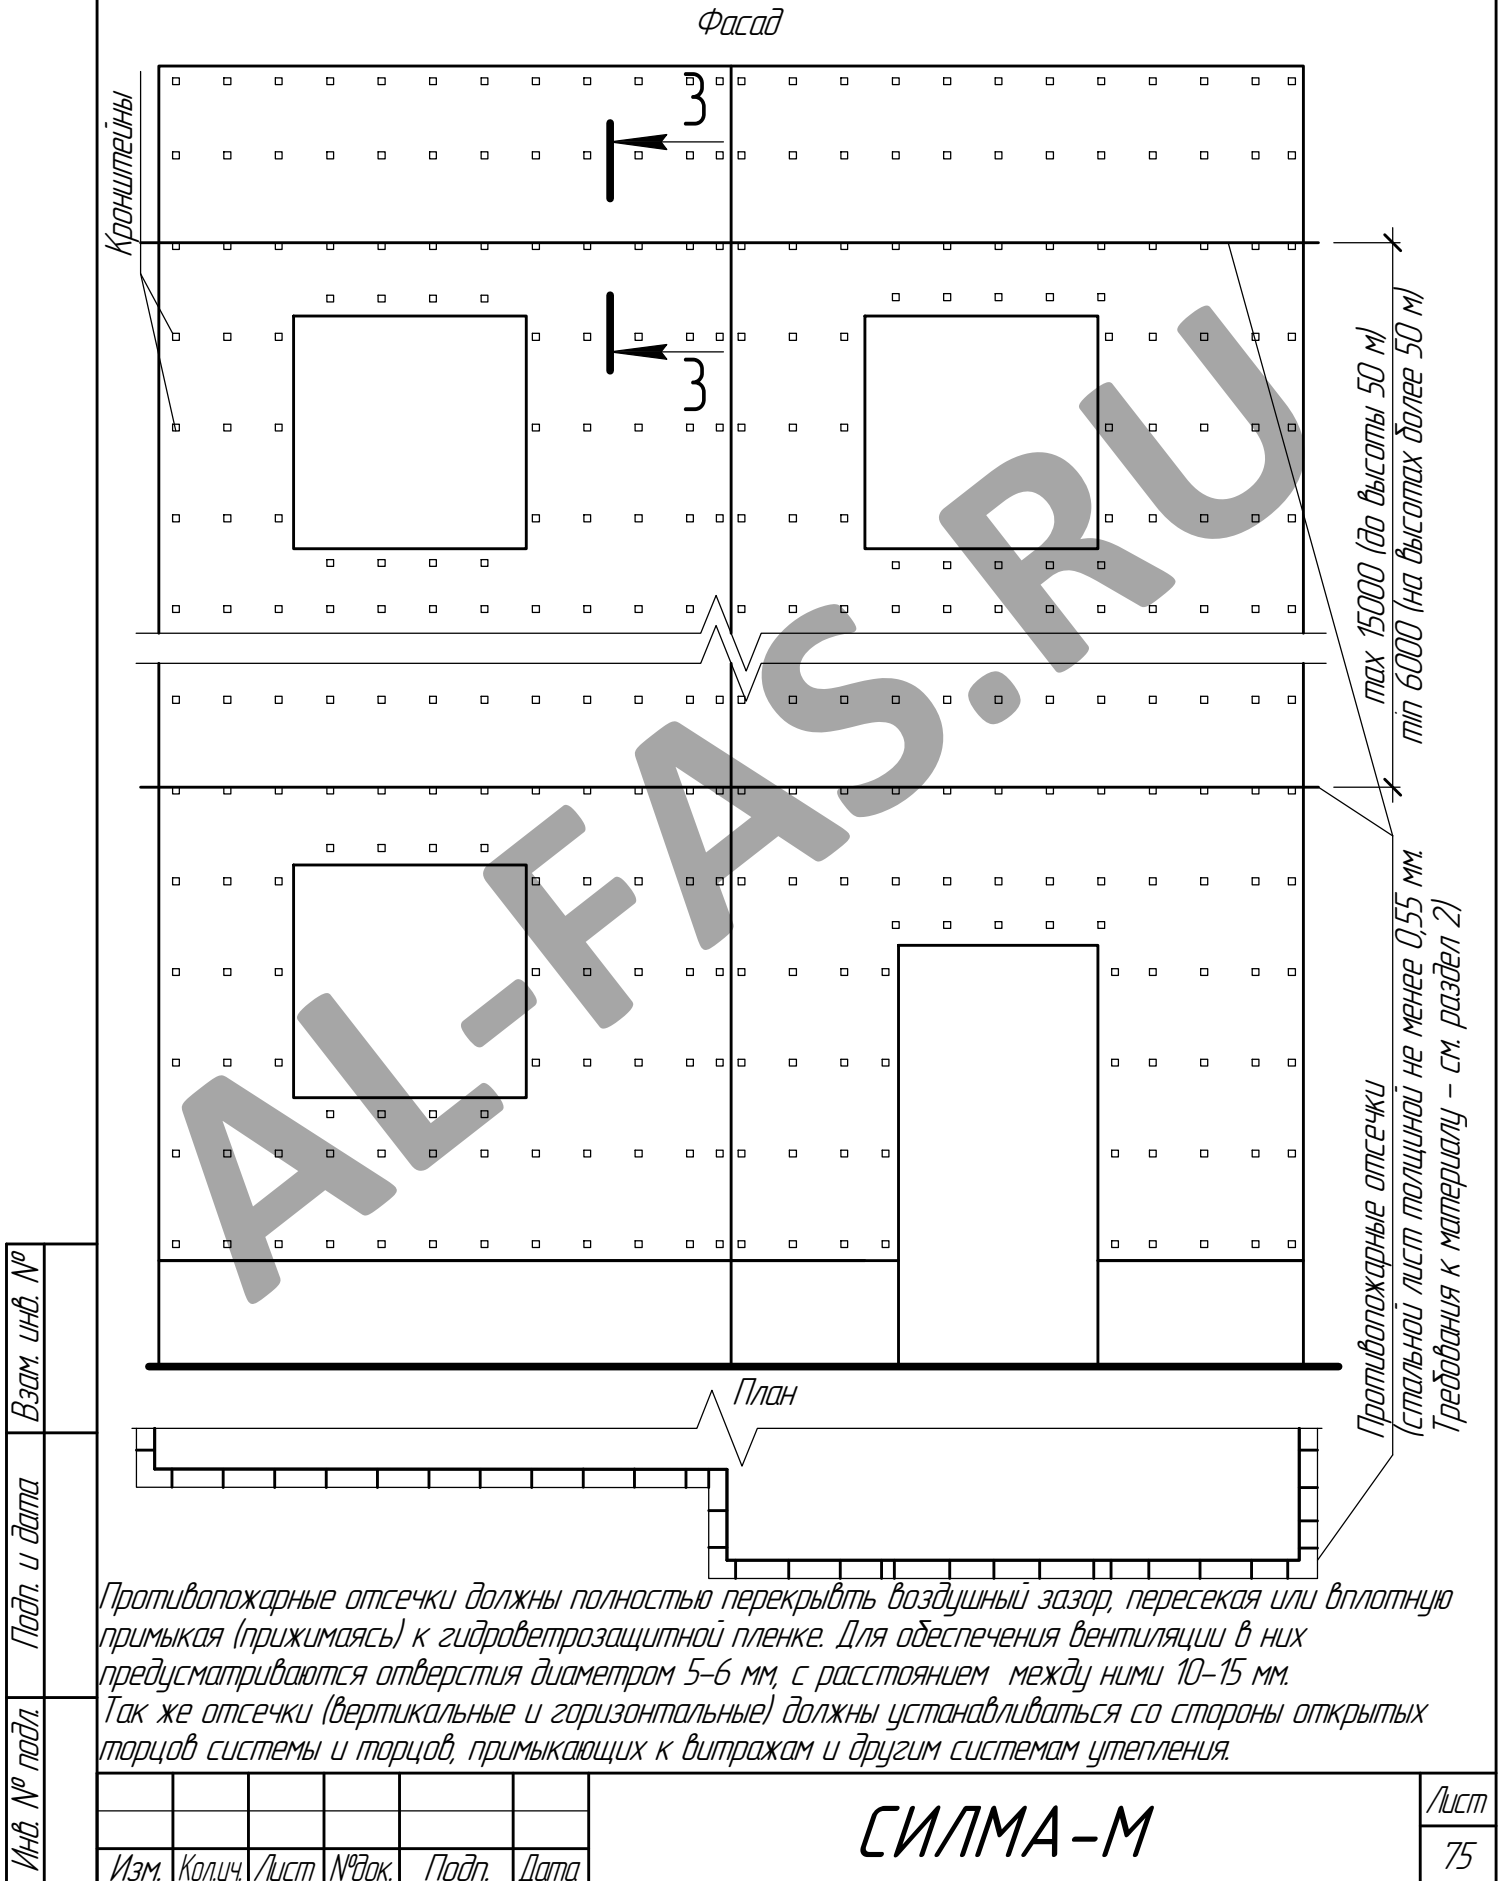 Фасад
Кронштейны
3
3
max 15000 (до высоты 50 м)
min 6000 (на высотах более 50 м)
Противопожарные отсечки
(стальной лист толщиной не менее 0,55 мм.
Требования к материалу - см. раздел 2)
AL-FAS.RU
План
Противопожарные отсечки должны полностью перекрывть воздушный зазор, пересекая или вплотную
примыкая (прижимаясь) к гидроветрозащитной пленке. Для обеспечения вентиляции в них
предусматриваются отверстия диаметром 5-6 мм, с расстоянием между ними 10-15 мм.
Так же отсечки (вертикальные и горизонтальные) должны устанавливаться со стороны открытых
торцов системы и торцов, примыкающих к витражам и другим системам утепления.
Взам. инв. №
Подп. и дата
Инв. № подл.
Изм. Кол.уч. Лист №док. Подп. Дата
СИЛМА-М
Лист
75